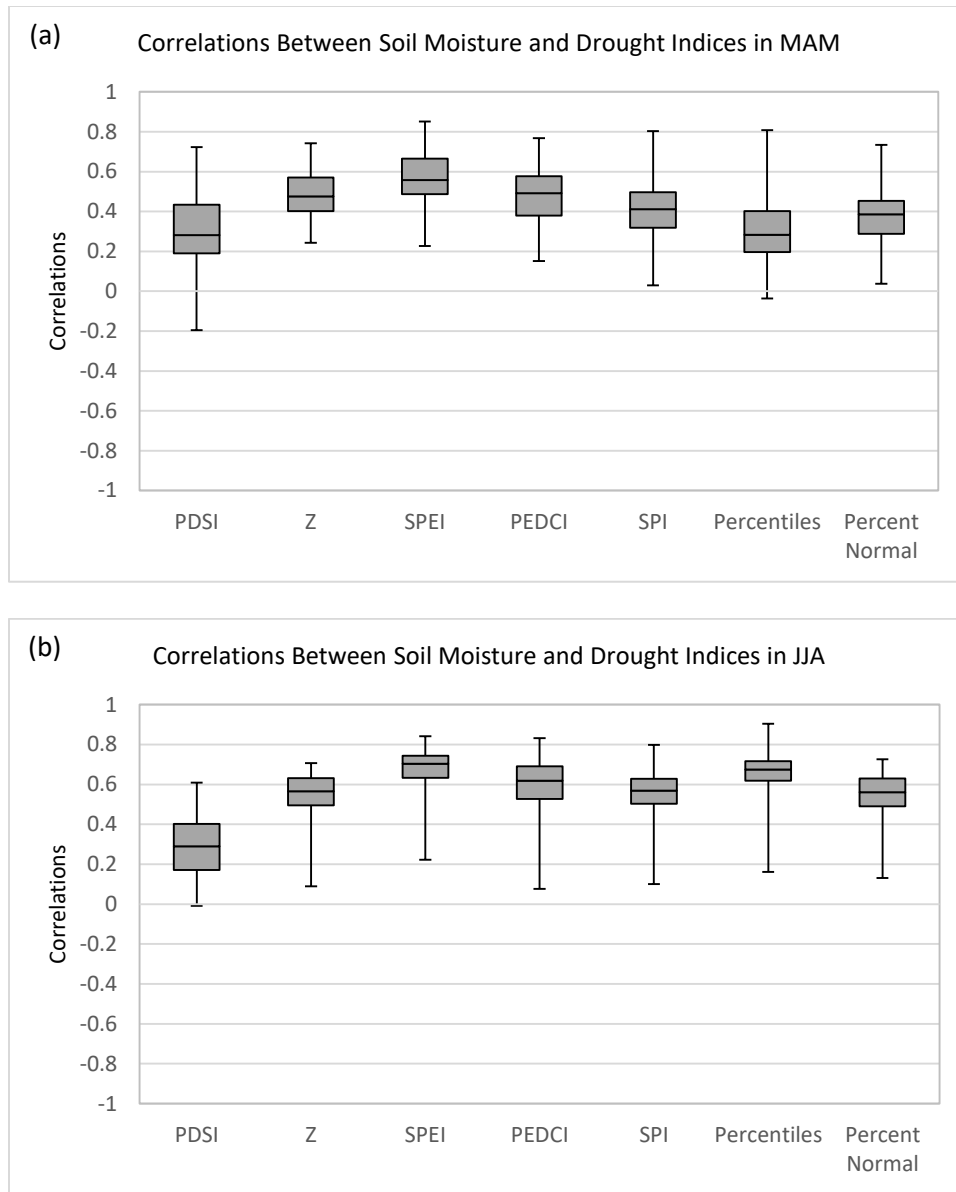 (a)
Correlations Between Soil Moisture and Drought Indices in MAM
1
0.8
0.6
0.4
0.2
0
-0.2
-0.4
-0.6
-0.8
-1
Correlations
PDSI Z SPEI PEDCI SPI Percentiles Percent
Normal
(b)
Correlations Between Soil Moisture and Drought Indices in JJA
1
0.8
0.6
0.4
0.2
0
-0.2
-0.4
-0.6
-0.8
-1
Correlations
PDSI Z SPEI PEDCI SPI Percentiles Percent
Normal